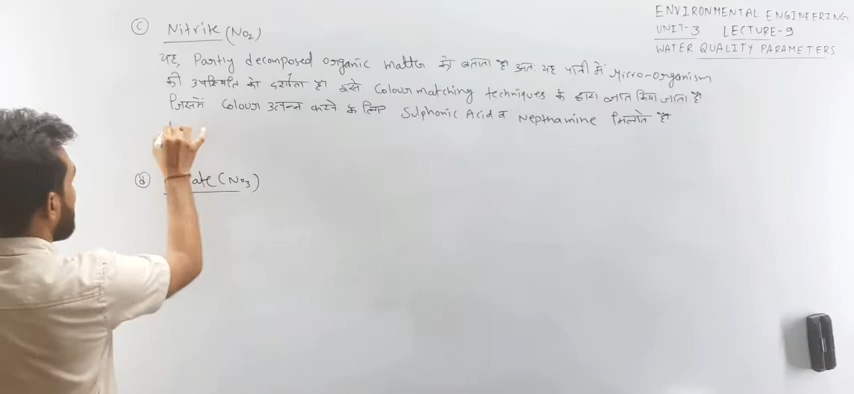 ENVIRONMENTAL ENGINEERING
UNIT-3 LECTURE-9
WATER QUALITY PARAMETERS
(c) Nitrite (NO2)
यह, Partly decomposed organic matter को बताता है अतः यह पानी में Micro-organism
की उपस्थिति को दर्शाता है। इसे Colour matching techniques के द्वारा ज्ञात किया जाता है
जिसमें Colour उत्पन्न करने के लिए Sulphonic Acid व Nepthamine मिलाते है
(d) ate (NO3)